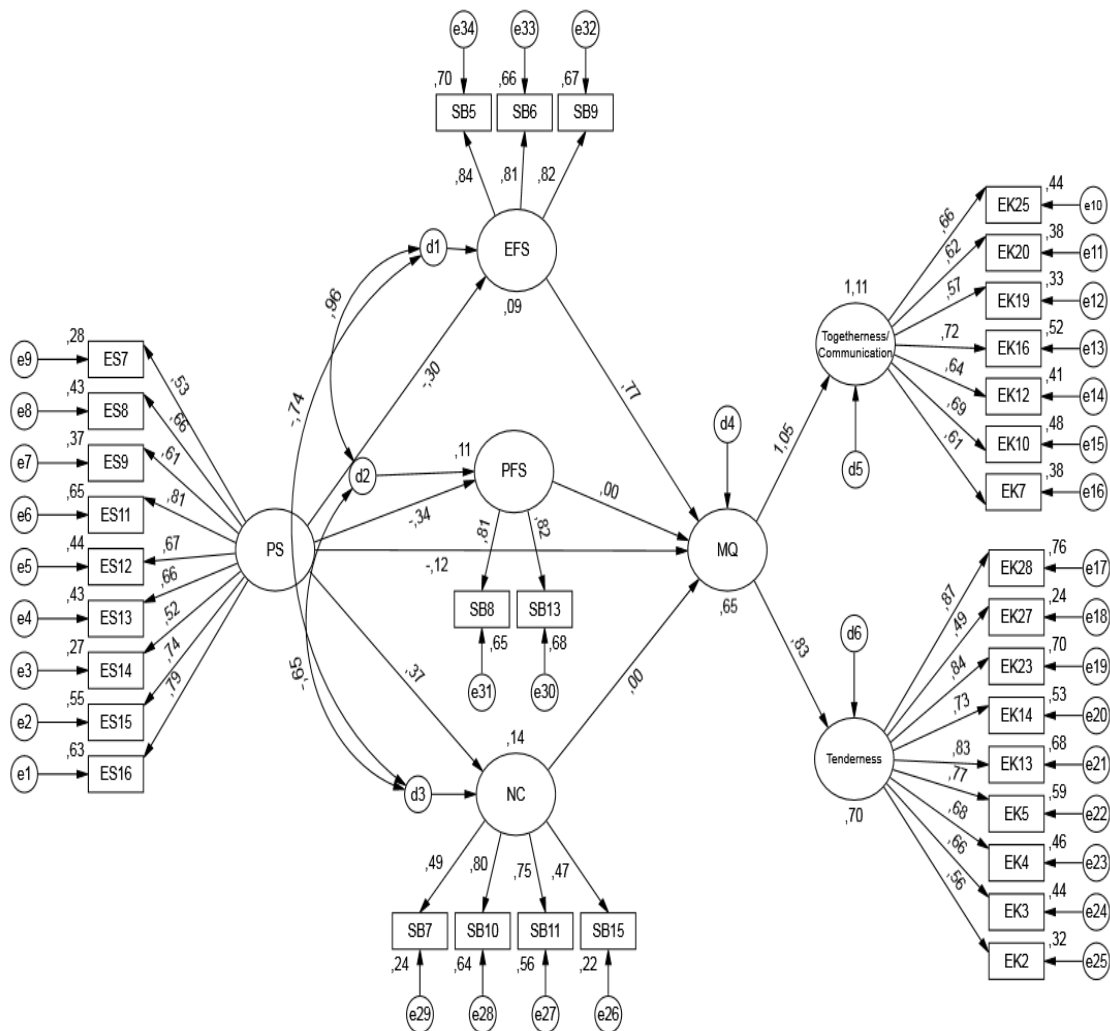 e34
e33
e32
,70
,66
,67
SB5
SB6
SB9
,84
,81
,82
d1
EFS
,09
,96
-,74
-,30
,77
,28
e9
ES7
,43
e8
ES8
,37
e7
ES9
,65
e6
ES11
,44
e5
ES12
,43
e4
ES13
,27
e3
ES14
,55
e2
ES15
,63
e1
ES16
,53
,66
,61
,81
,67
,66
,52
,74
,79
PS
d2
,11
PFS
-,34
,00
-,12
,81
,82
SB8
SB13
,65
,68
e31
e30
-,65
,37
,00
d3
,14
NC
,49
,80
,75
,47
SB7
SB10
SB11
SB15
,24
,64
,56
,22
e29
e28
e27
e26
d4
MQ
,65
1,05
,83
1,11
Togetherness/
Communication
d5
,66
,62
,57
,72
,64
,69
,61
,44
EK25
e10
,38
EK20
e11
,33
EK19
e12
,52
EK16
e13
,41
EK12
e14
,48
EK10
e15
,38
EK7
e16
d6
Tenderness
,70
,87
,49
,84
,73
,83
,77
,68
,66
,56
,76
EK28
e17
,24
EK27
e18
,70
EK23
e19
,53
EK14
e20
,68
EK13
e21
,59
EK5
e22
,46
EK4
e23
,44
EK3
e24
,32
EK2
e25